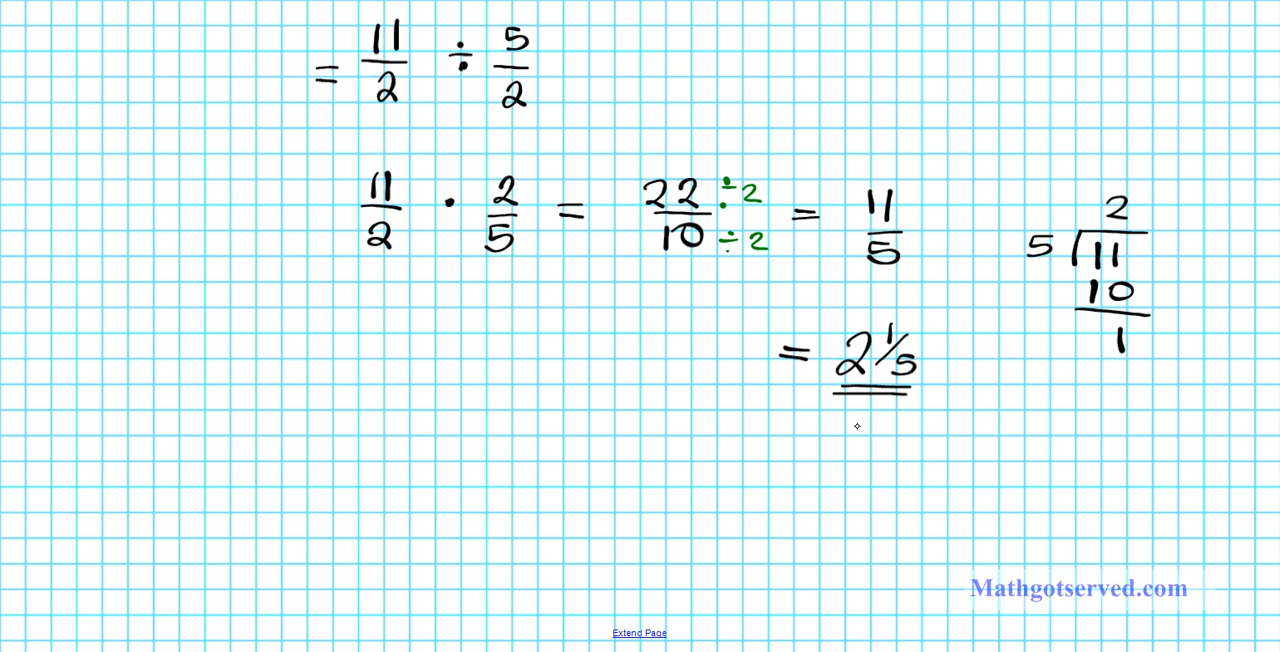 = 11/2 ÷ 5/2
11/2 · 2/5 = 22/10 ÷2 ÷2 = 11/5
2
5 11
10
1
= 2 1/5
Mathgotserved.com
Extend Page